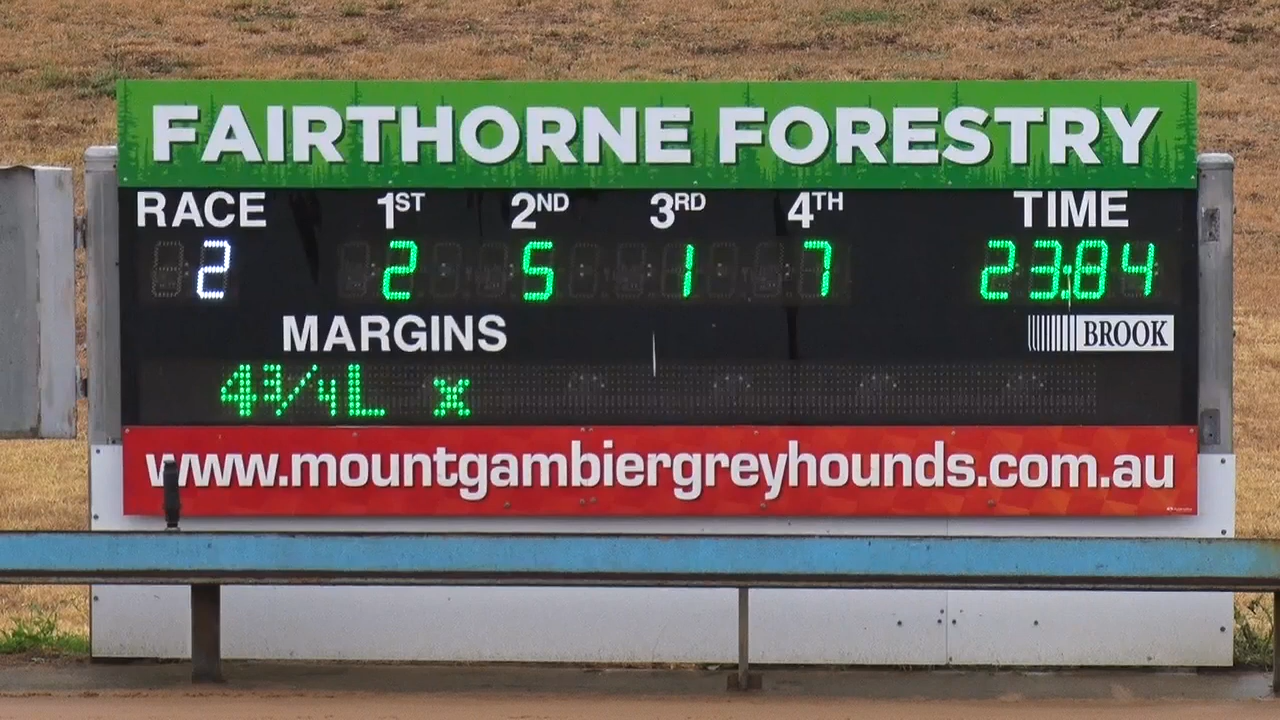 FAIRTHORNE FORESTRY
RACE 1ST 2ND 3RD 4TH TIME
2 2 5 1 7 23:84
MARGINS BROOK
4¾L x
www.mountgambiergreyhounds.com.au